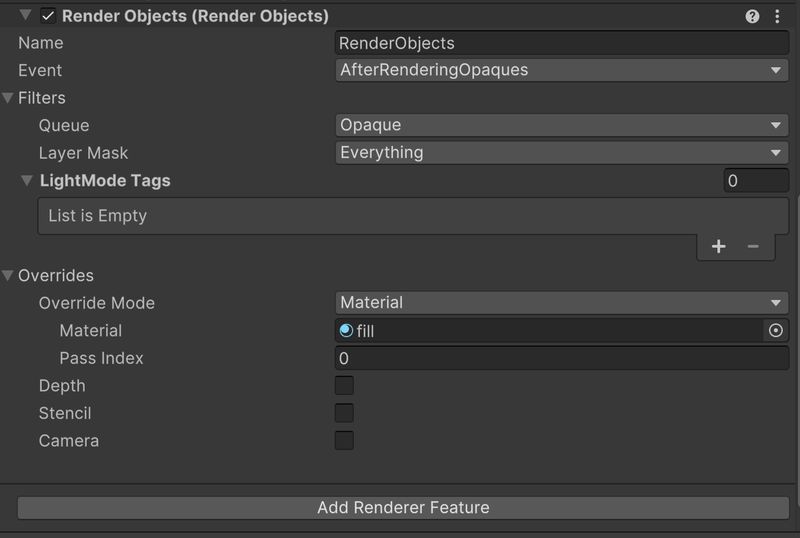 Render Objects (Render Objects)
Name RenderObjects
Event AfterRenderingOpaques
Filters
Queue Opaque
Layer Mask Everything
LightMode Tags 0
List is Empty
+ −
Overrides
Override Mode Material
Material fill
Pass Index 0
Depth
Stencil
Camera
Add Renderer Feature